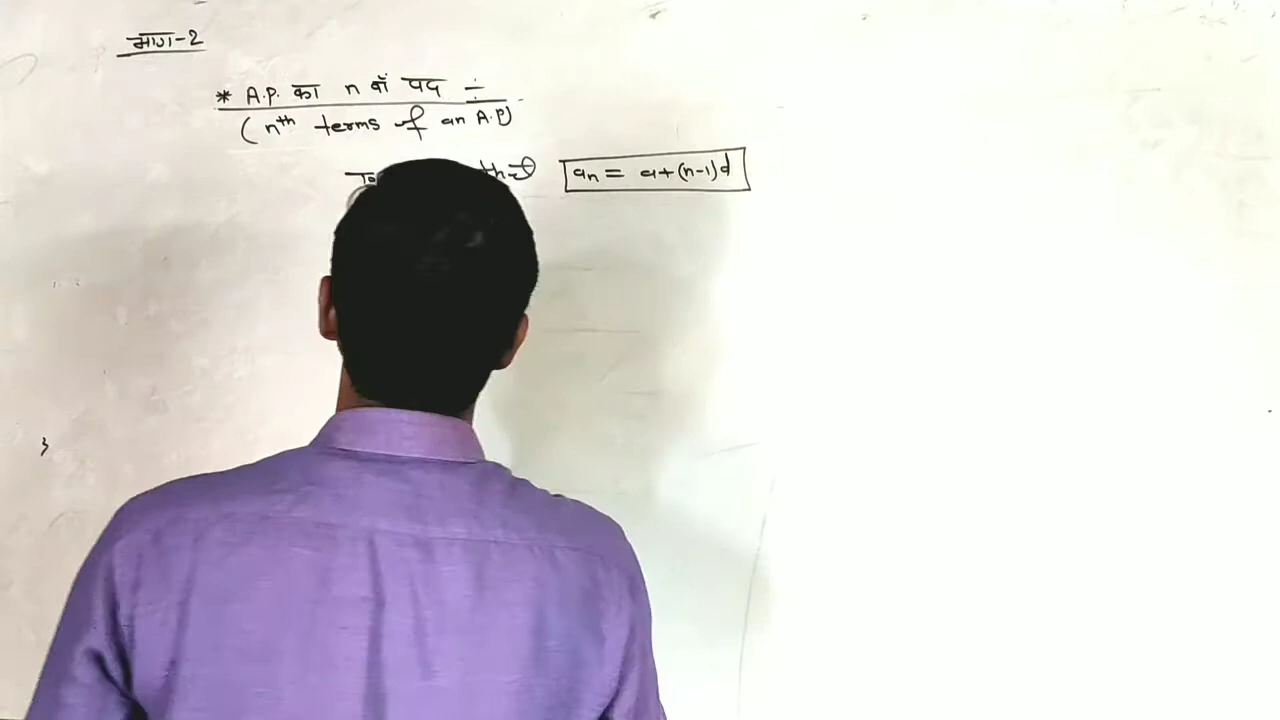 भाग-2
* A.P. का n वाँ पद ÷
( nth terms of an A.P)
an = a+(n-1)d